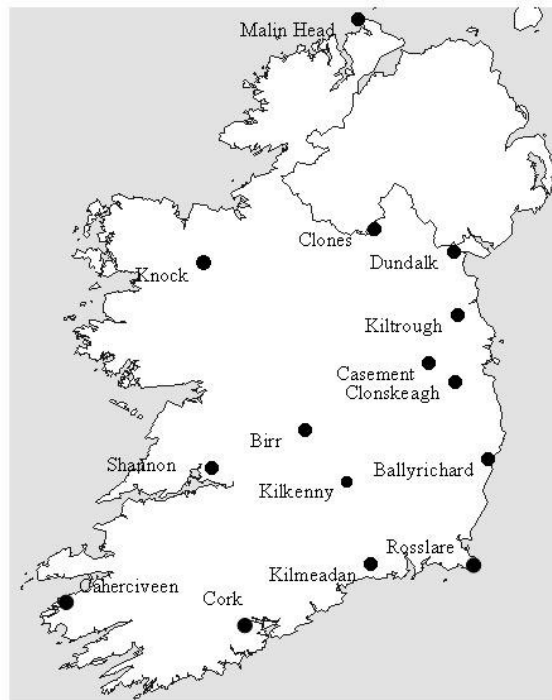 Malin Head
Clones
Dundalk
Knock
Kiltrough
Casement
Clonskeagh
Birr
Shannon
Ballyrichard
Kilkenny
Rosslare
Kilmeadan
Caherciveen
Cork